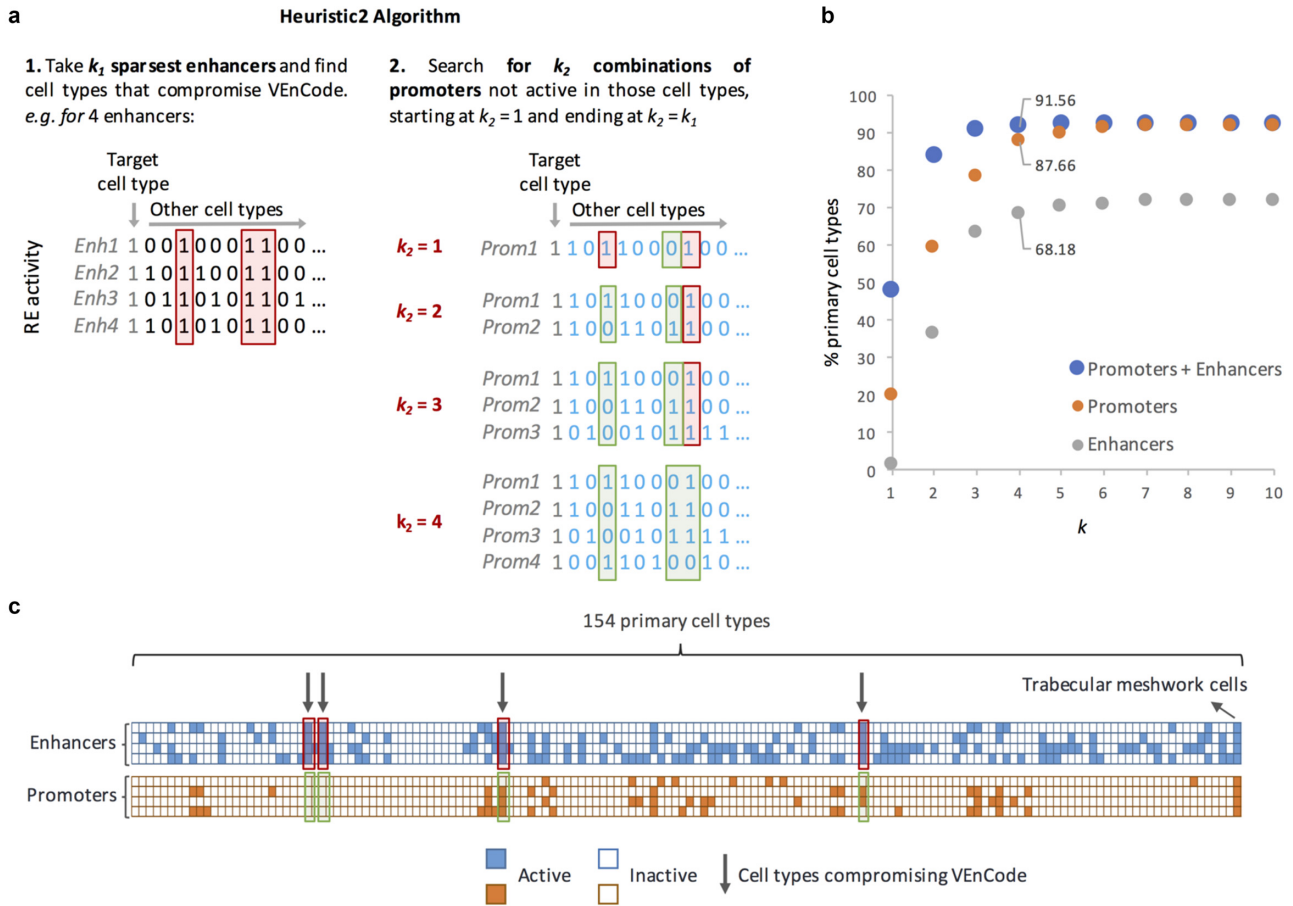 a
Heuristic2 Algorithm
1. Take k1 sparsest enhancers and find
cell types that compromise VEnCode.
e.g. for 4 enhancers:
Target
cell type
Other cell types
RE activity
Enh1 1 0 0 1 0 0 0 1 1 0 0 ...
Enh2 1 1 0 1 1 0 0 1 1 0 0 ...
Enh3 1 0 1 1 0 1 0 1 1 0 1 ...
Enh4 1 1 0 1 0 1 0 1 1 0 0 ...
2. Search for k2 combinations of
promoters not active in those cell types,
starting at k2 = 1 and ending at k2 = k1
Target
cell type
Other cell types
k2 = 1
Prom1 1 1 0 1 1 0 0 0 1 0 0 ...
k2 = 2
Prom1 1 1 0 1 1 0 0 0 1 0 0 ...
Prom2 1 1 0 0 1 1 0 1 1 0 0 ...
k2 = 3
Prom1 1 1 0 1 1 0 0 0 1 0 0 ...
Prom2 1 1 0 0 1 1 0 1 1 0 0 ...
Prom3 1 0 1 0 0 1 0 1 1 1 1 ...
k2 = 4
Prom1 1 1 0 1 1 0 0 0 1 0 0 ...
Prom2 1 1 0 0 1 1 0 1 1 0 0 ...
Prom3 1 0 1 0 0 1 0 1 1 1 1 ...
Prom4 1 0 0 1 1 0 1 0 0 1 0 ...
b
% primary cell types
100
90
80
70
60
50
40
30
20
10
0
91.56
87.66
68.18
Promoters + Enhancers
Promoters
Enhancers
1 2 3 4 5 6 7 8 9 10
k
c
154 primary cell types
Trabecular meshwork cells
Enhancers
Promoters
Active
Inactive
Cell types compromising VEnCode